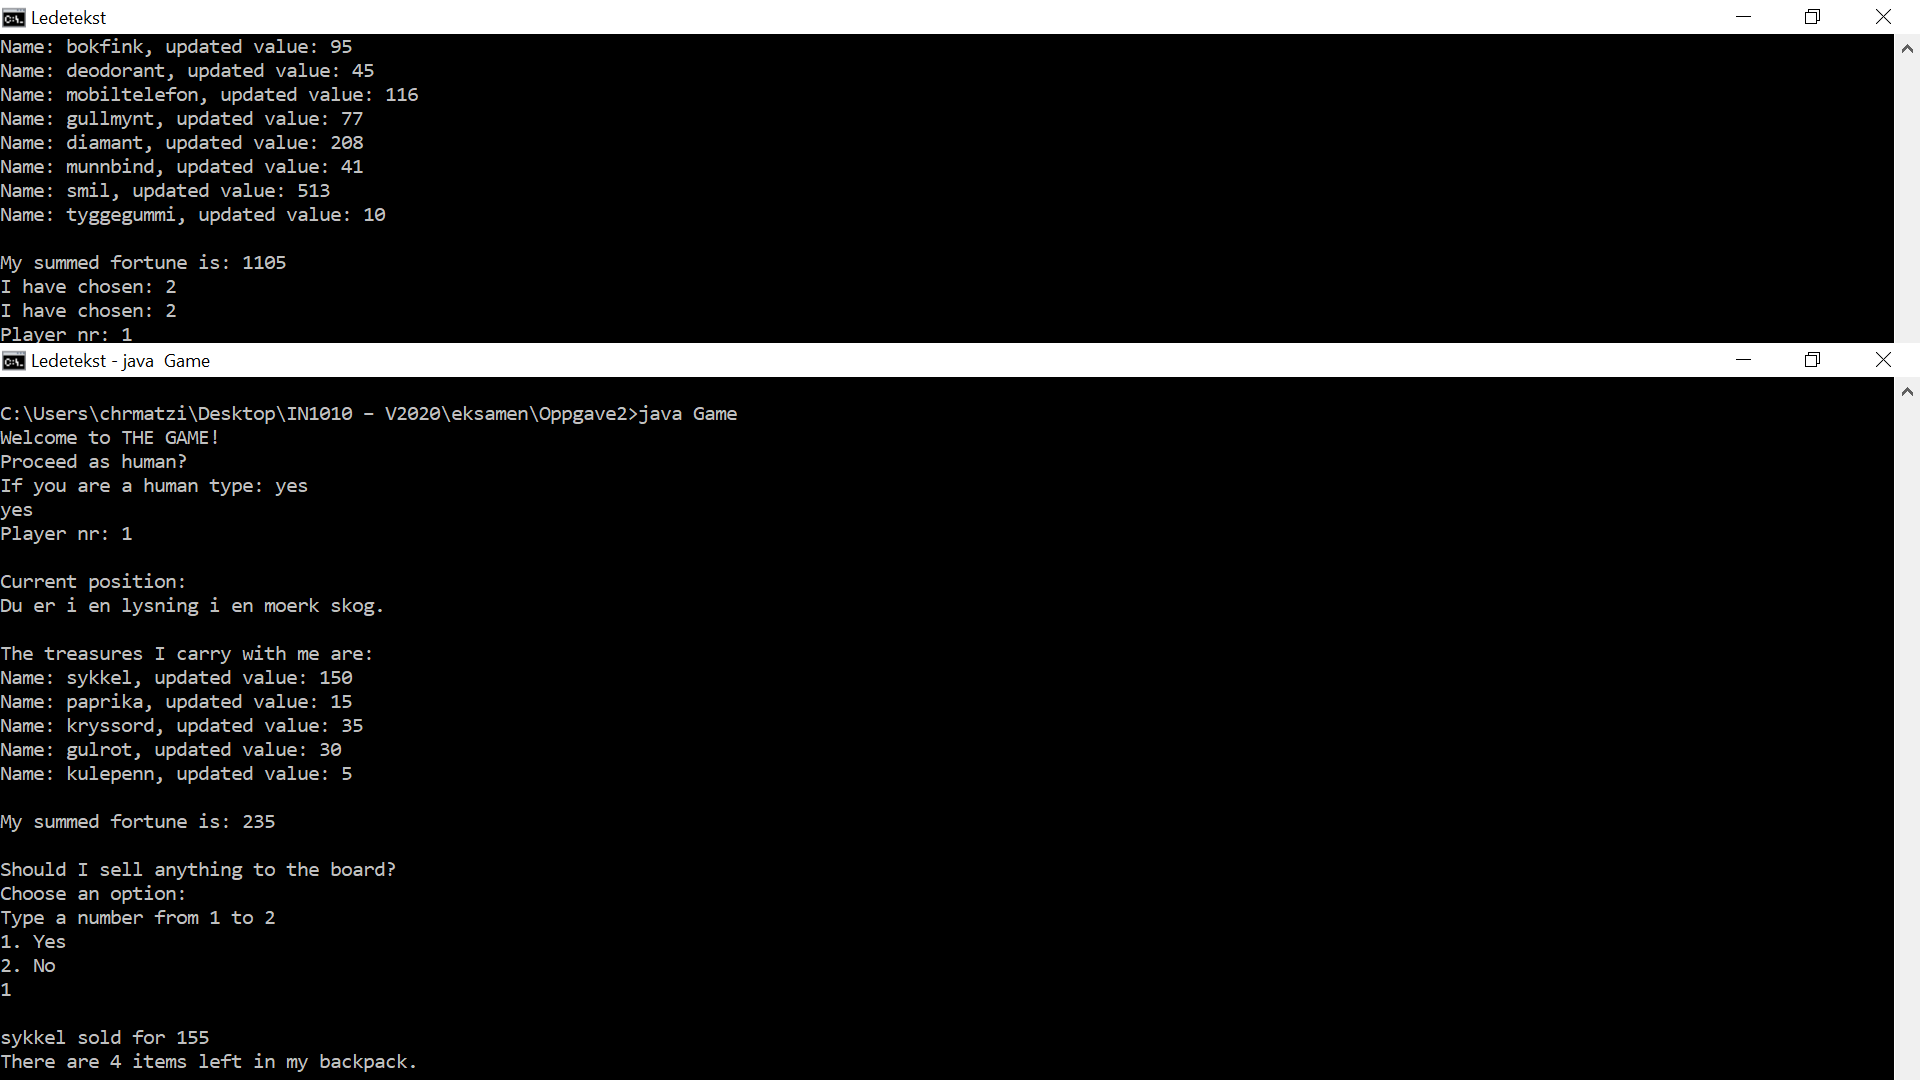 Ledetekst
Name: bokfink, updated value: 95
Name: deodorant, updated value: 45
Name: mobiltelefon, updated value: 116
Name: gullmynt, updated value: 77
Name: diamant, updated value: 208
Name: munnbind, updated value: 41
Name: smil, updated value: 513
Name: tyggegummi, updated value: 10
My summed fortune is: 1105
I have chosen: 2
I have chosen: 2
Player nr: 1
Ledetekst - java  Game
C:\Users\chrmatzi\Desktop\IN1010 – V2020\eksamen\Oppgave2>java Game
Welcome to THE GAME!
Proceed as human?
If you are a human type: yes
yes
Player nr: 1
Current position:
Du er i en lysning i en moerk skog.
The treasures I carry with me are:
Name: sykkel, updated value: 150
Name: paprika, updated value: 15
Name: kryssord, updated value: 35
Name: gulrot, updated value: 30
Name: kulepenn, updated value: 5
My summed fortune is: 235
Should I sell anything to the board?
Choose an option:
Type a number from 1 to 2
1. Yes
2. No
1
sykkel sold for 155
There are 4 items left in my backpack.